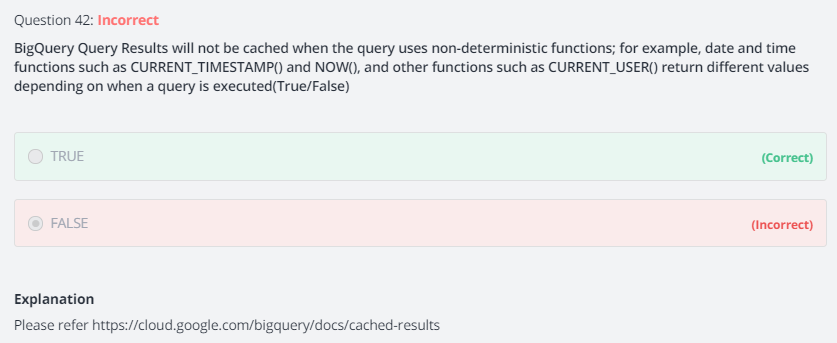 Question 42: Incorrect
BigQuery Query Results will not be cached when the query uses non-deterministic functions; for example, date and time
functions such as CURRENT_TIMESTAMP() and NOW(), and other functions such as CURRENT_USER() return different values
depending on when a query is executed(True/False)
TRUE (Correct)
FALSE (Incorrect)
Explanation
Please refer https://cloud.google.com/bigquery/docs/cached-results